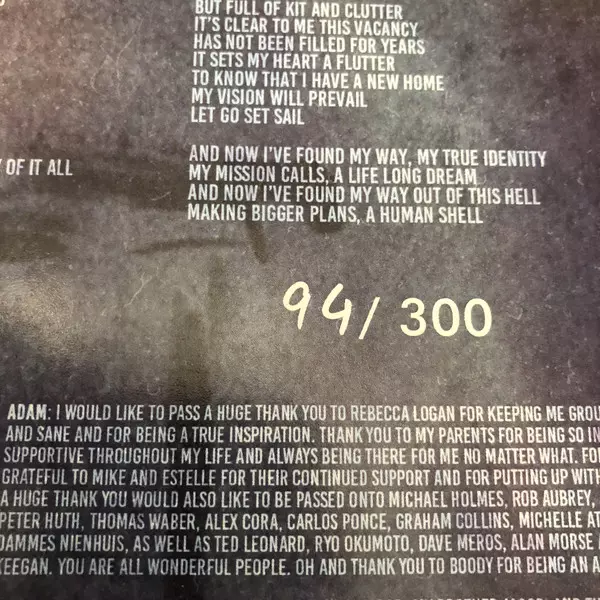 BUT FULL OF KIT AND CLUTTER
IT'S CLEAR TO ME THIS VACANCY
HAS NOT BEEN FILLED FOR YEARS
IT SETS MY HEART A FLUTTER
TO KNOW THAT I HAVE A NEW HOME
MY VISION WILL PREVAIL
LET GO SET SAIL
OF IT ALL
AND NOW I'VE FOUND MY WAY, MY TRUE IDENTITY
MY MISSION CALLS, A LIFE LONG DREAM
AND NOW I'VE FOUND MY WAY OUT OF THIS HELL
MAKING BIGGER PLANS, A HUMAN SHELL
94/ 300
ADAM: I WOULD LIKE TO PASS A HUGE THANK YOU TO REBECCA LOGAN FOR KEEPING ME GROU
AND SANE AND FOR BEING A TRUE INSPIRATION. THANK YOU TO MY PARENTS FOR BEING SO IN
SUPPORTIVE THROUGHOUT MY LIFE AND ALWAYS BEING THERE FOR ME NO MATTER WHAT. FO
GRATEFUL TO MIKE AND ESTELLE FOR THEIR CONTINUED SUPPORT AND FOR PUTTING UP WITH
A HUGE THANK YOU WOULD ALSO LIKE TO BE PASSED ONTO MICHAEL HOLMES, ROB AUBREY,
PETER HUTH, THOMAS WABER, ALEX CORA, CARLOS PONCE, GRAHAM COLLINS, MICHELLE AT
DAMMES NIENHUIS, AS WELL AS TED LEONARD, RYO OKUMOTO, DAVE MEROS, ALAN MORSE
KEEGAN. YOU ARE ALL WONDERFUL PEOPLE. OH AND THANK YOU TO BOODY FOR BEING AN A